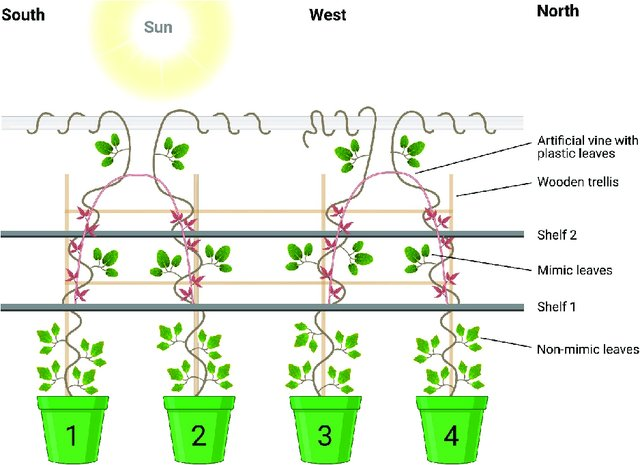 South
West
North
Sun
Artificial vine with
plastic leaves
Wooden trellis
Shelf 2
Mimic leaves
Shelf 1
Non-mimic leaves
1
2
3
4